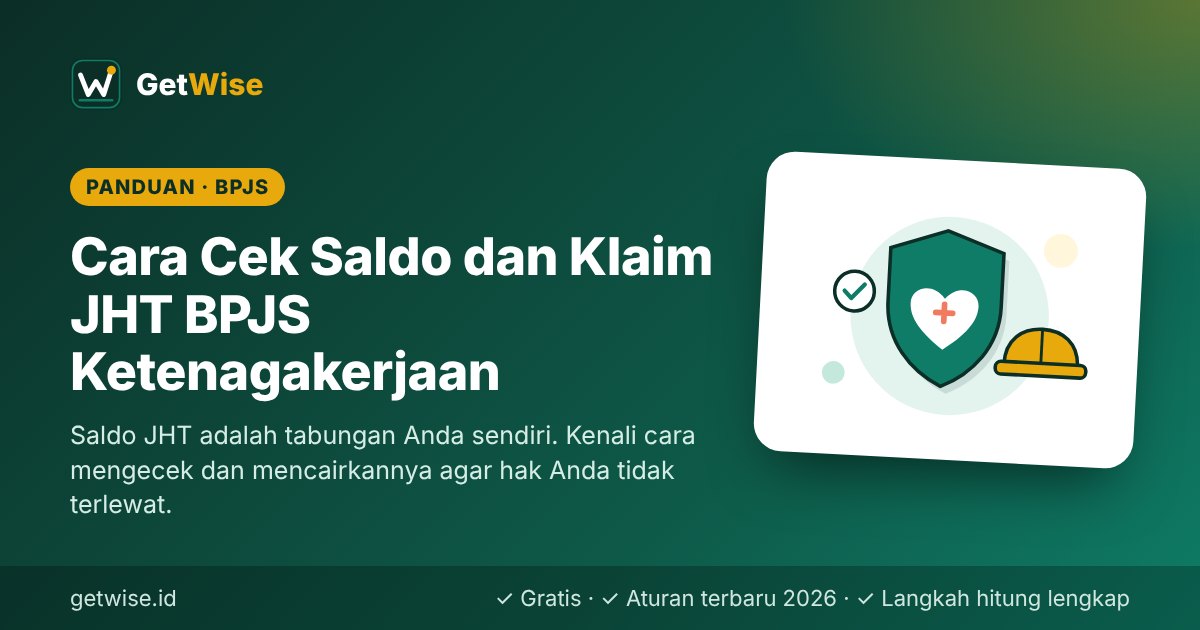 GetWise
PANDUAN · BPJS
Cara Cek Saldo dan Klaim
JHT BPJS
Ketenagakerjaan
Saldo JHT adalah tabungan Anda sendiri. Kenali cara
mengecek dan mencairkannya agar hak Anda tidak
terlewat.
getwise.id
✓ Gratis · ✓ Aturan terbaru 2026 · ✓ Langkah hitung lengkap